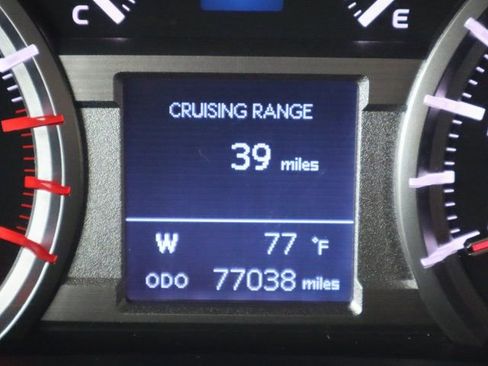 C
E
CRUISING RANGE
39 miles
W 77 °F
ODO 77038 miles